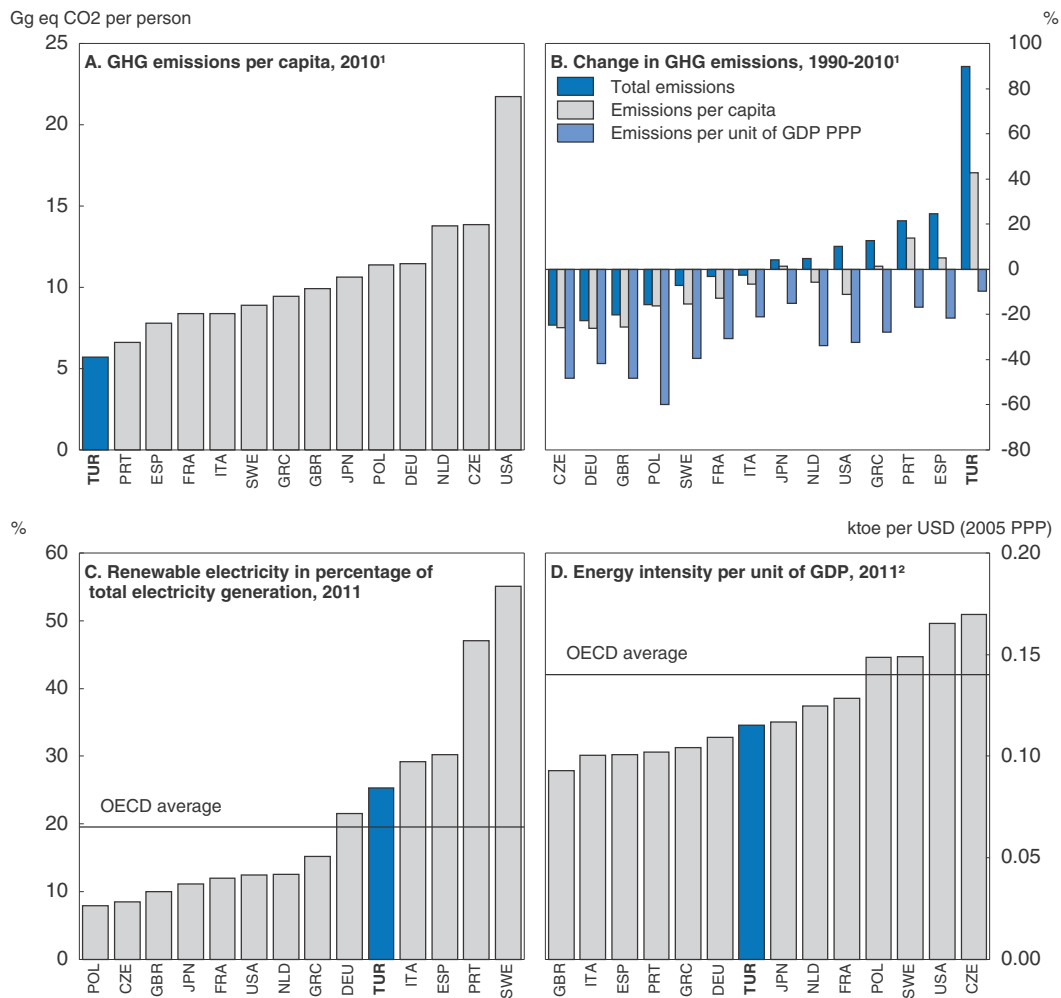 Gg eq CO2 per person
%
A. GHG emissions per capita, 2010¹
25
20
15
10
5
0
TUR PRT ESP FRA ITA SWE GRC GBR JPN POL DEU NLD CZE USA
B. Change in GHG emissions, 1990-2010¹
Total emissions
Emissions per capita
Emissions per unit of GDP PPP
100
80
60
40
20
0
-20
-40
-60
-80
CZE DEU GBR POL SWE FRA ITA JPN NLD USA GRC PRT ESP TUR
%
ktoe per USD (2005 PPP)
C. Renewable electricity in percentage of
total electricity generation, 2011
60
50
40
30
20
10
0
OECD average
POL CZE GBR JPN FRA USA NLD GRC DEU TUR ITA ESP PRT SWE
D. Energy intensity per unit of GDP, 2011²
OECD average
0.20
0.15
0.10
0.05
0.00
GBR ITA ESP PRT GRC DEU TUR JPN NLD FRA POL SWE USA CZE